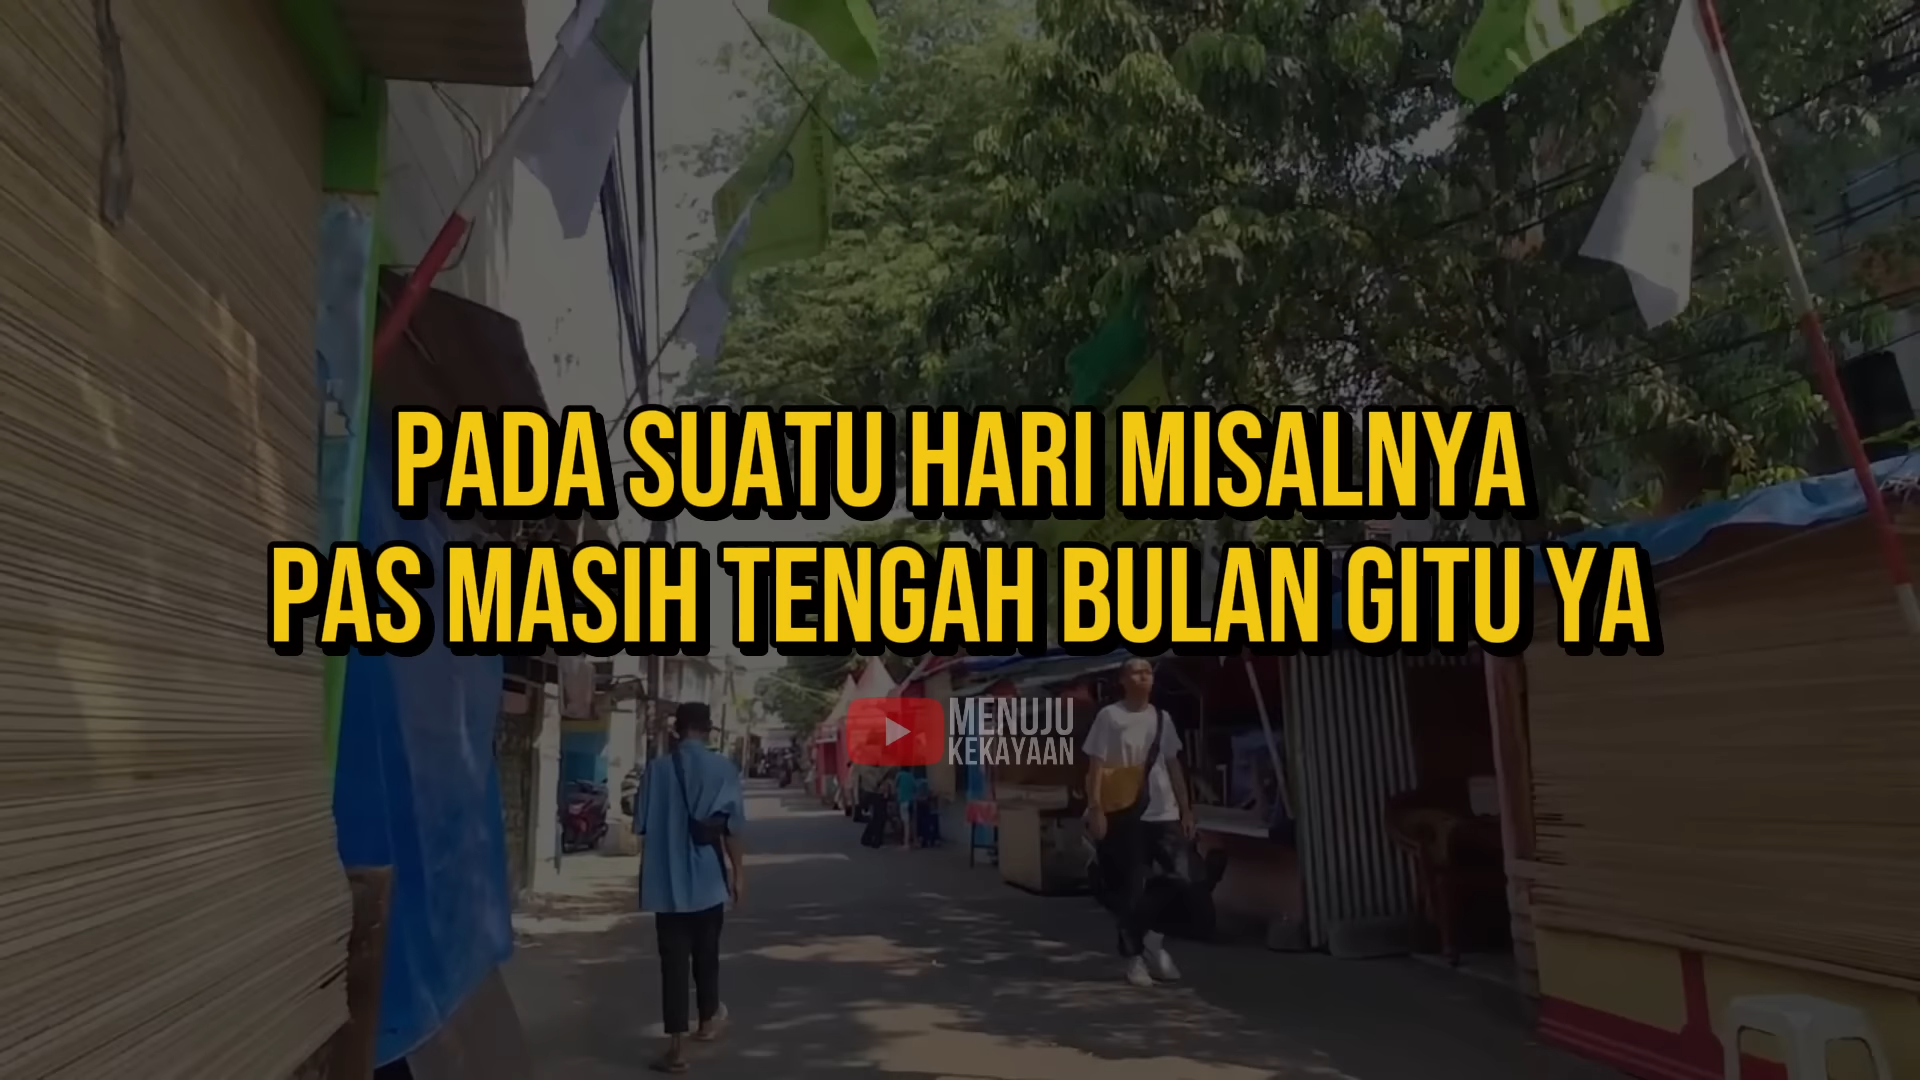 PADA SUATU HARI MISALNYA
PAS MASIH TENGAH BULAN GITU YA
MENUJU
KEKAYAAN